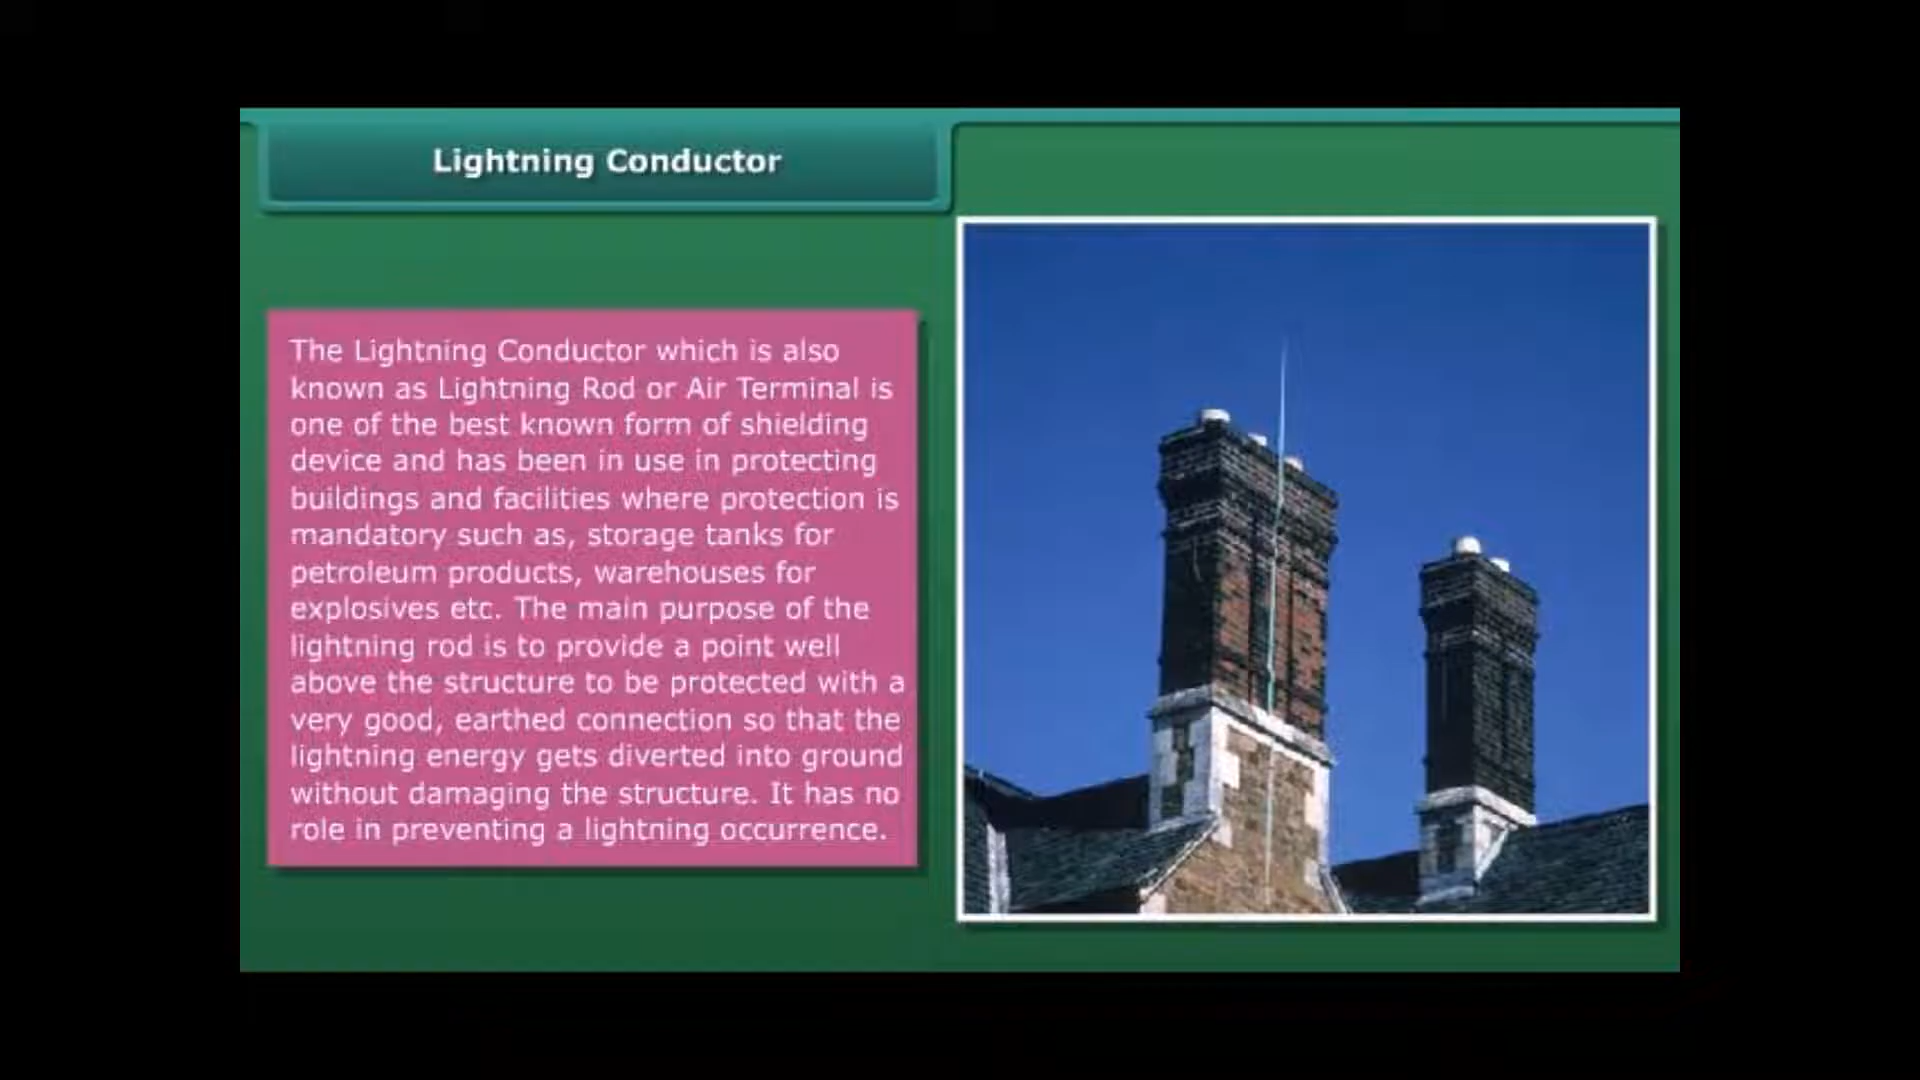 Lightning Conductor
The Lightning Conductor which is also
known as Lightning Rod or Air Terminal is
one of the best known form of shielding
device and has been in use in protecting
buildings and facilities where protection is
mandatory such as, storage tanks for
petroleum products, warehouses for
explosives etc. The main purpose of the
lightning rod is to provide a point well
above the structure to be protected with a
very good, earthed connection so that the
lightning energy gets diverted into ground
without damaging the structure. It has no
role in preventing a lightning occurrence.